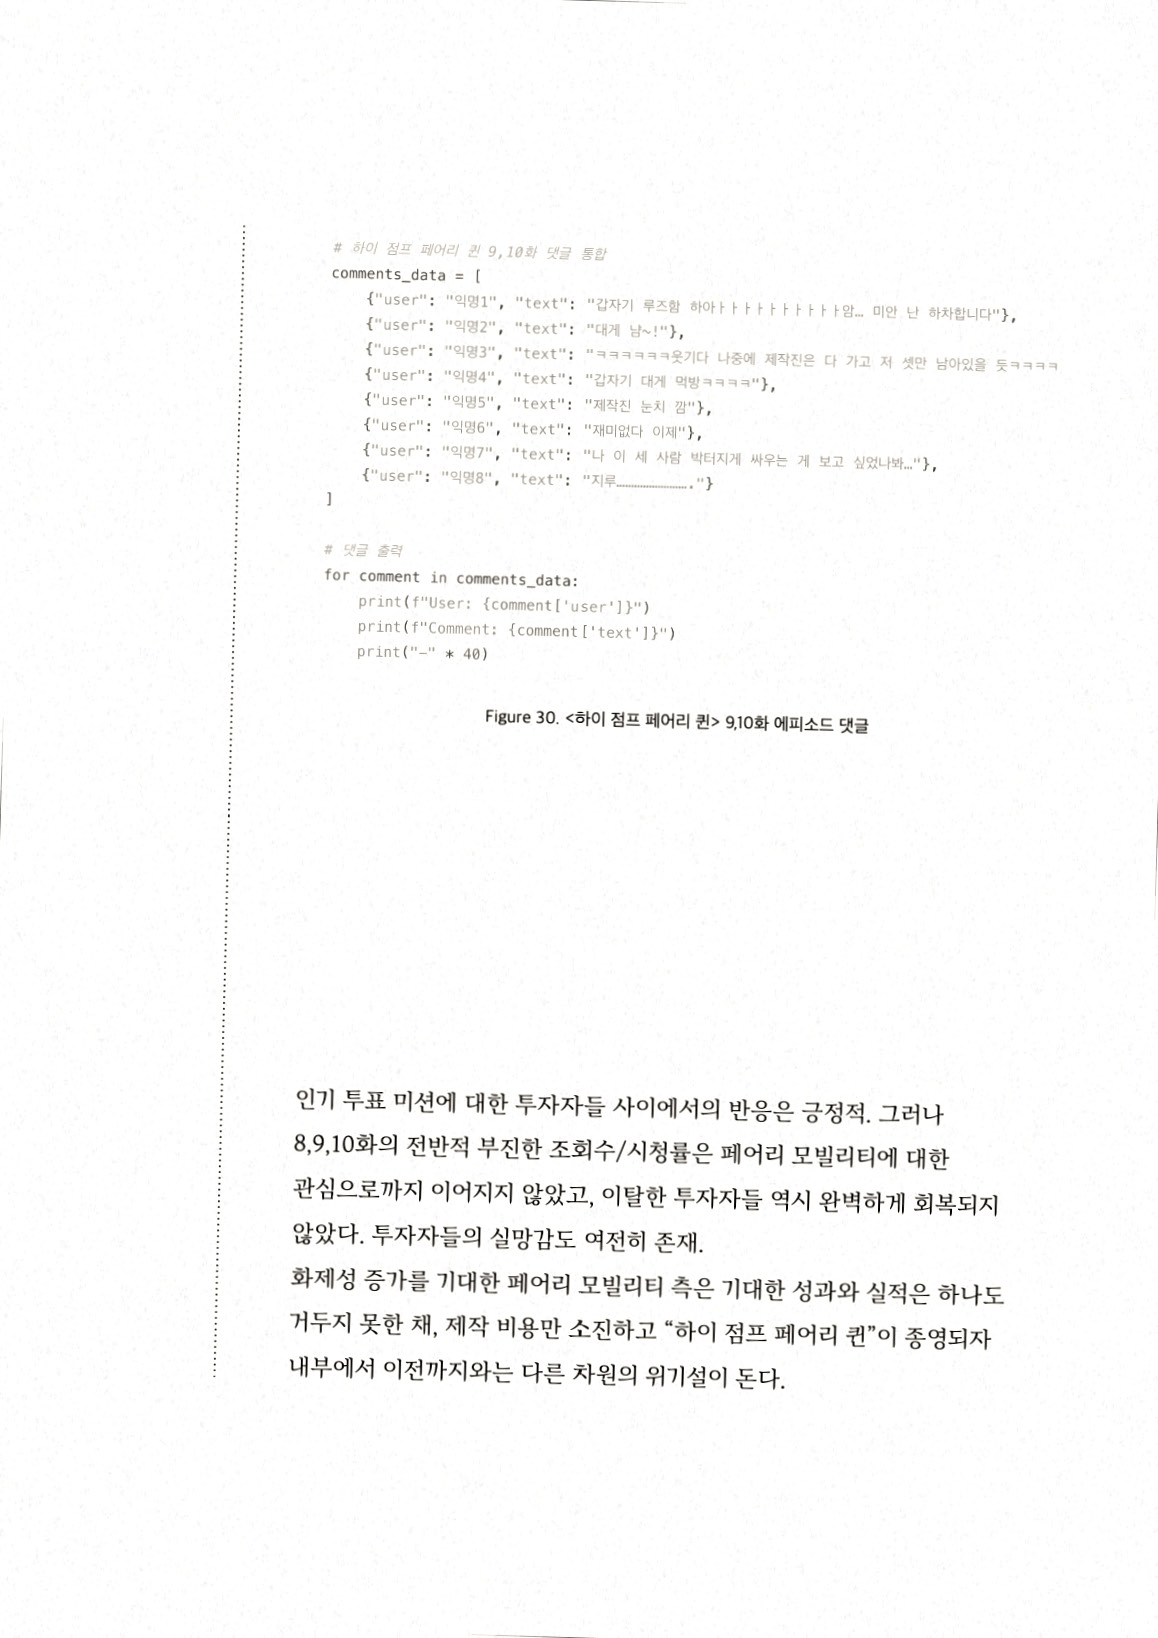 # 하이 점프 페어리 퀸 9,10화 댓글 통합
comments_data = [
    {"user": "익명1", "text": "갑자기 루즈함 하아ㅏㅏㅏㅏㅏㅏㅏㅏㅏㅏ암… 미안 난 하차합니다"},
    {"user": "익명2", "text": "대게 냠~!"},
    {"user": "익명3", "text": "ㅋㅋㅋㅋㅋㅋ웃기다 나중에 제작진은 다 가고 저 셋만 남아있을 듯ㅋㅋㅋㅋ
    {"user": "익명4", "text": "갑자기 대게 먹방ㅋㅋㅋㅋ"},
    {"user": "익명5", "text": "제작진 눈치 깜"},
    {"user": "익명6", "text": "재미없다 이제"},
    {"user": "익명7", "text": "나 이 세 사람 박터지게 싸우는 게 보고 싶었나봐…"},
    {"user": "익명8", "text": "지루……………………."}
]
# 댓글 출력
for comment in comments_data:
    print(f"User: {comment['user']}")
    print(f"Comment: {comment['text']}")
    print("—" * 40)
Figure 30. <하이 점프 페어리 퀸> 9,10화 에피소드 댓글
인기 투표 미션에 대한 투자자들 사이에서의 반응은 긍정적. 그러나
8,9,10화의 전반적 부진한 조회수/시청률은 페어리 모빌리티에 대한
관심으로까지 이어지지 않았고, 이탈한 투자자들 역시 완벽하게 회복되지
않았다. 투자자들의 실망감도 여전히 존재.
화제성 증가를 기대한 페어리 모빌리티 측은 기대한 성과와 실적은 하나도
거두지 못한 채, 제작 비용만 소진하고 “하이 점프 페어리 퀸”이 종영되자
내부에서 이전까지와는 다른 차원의 위기설이 돈다.